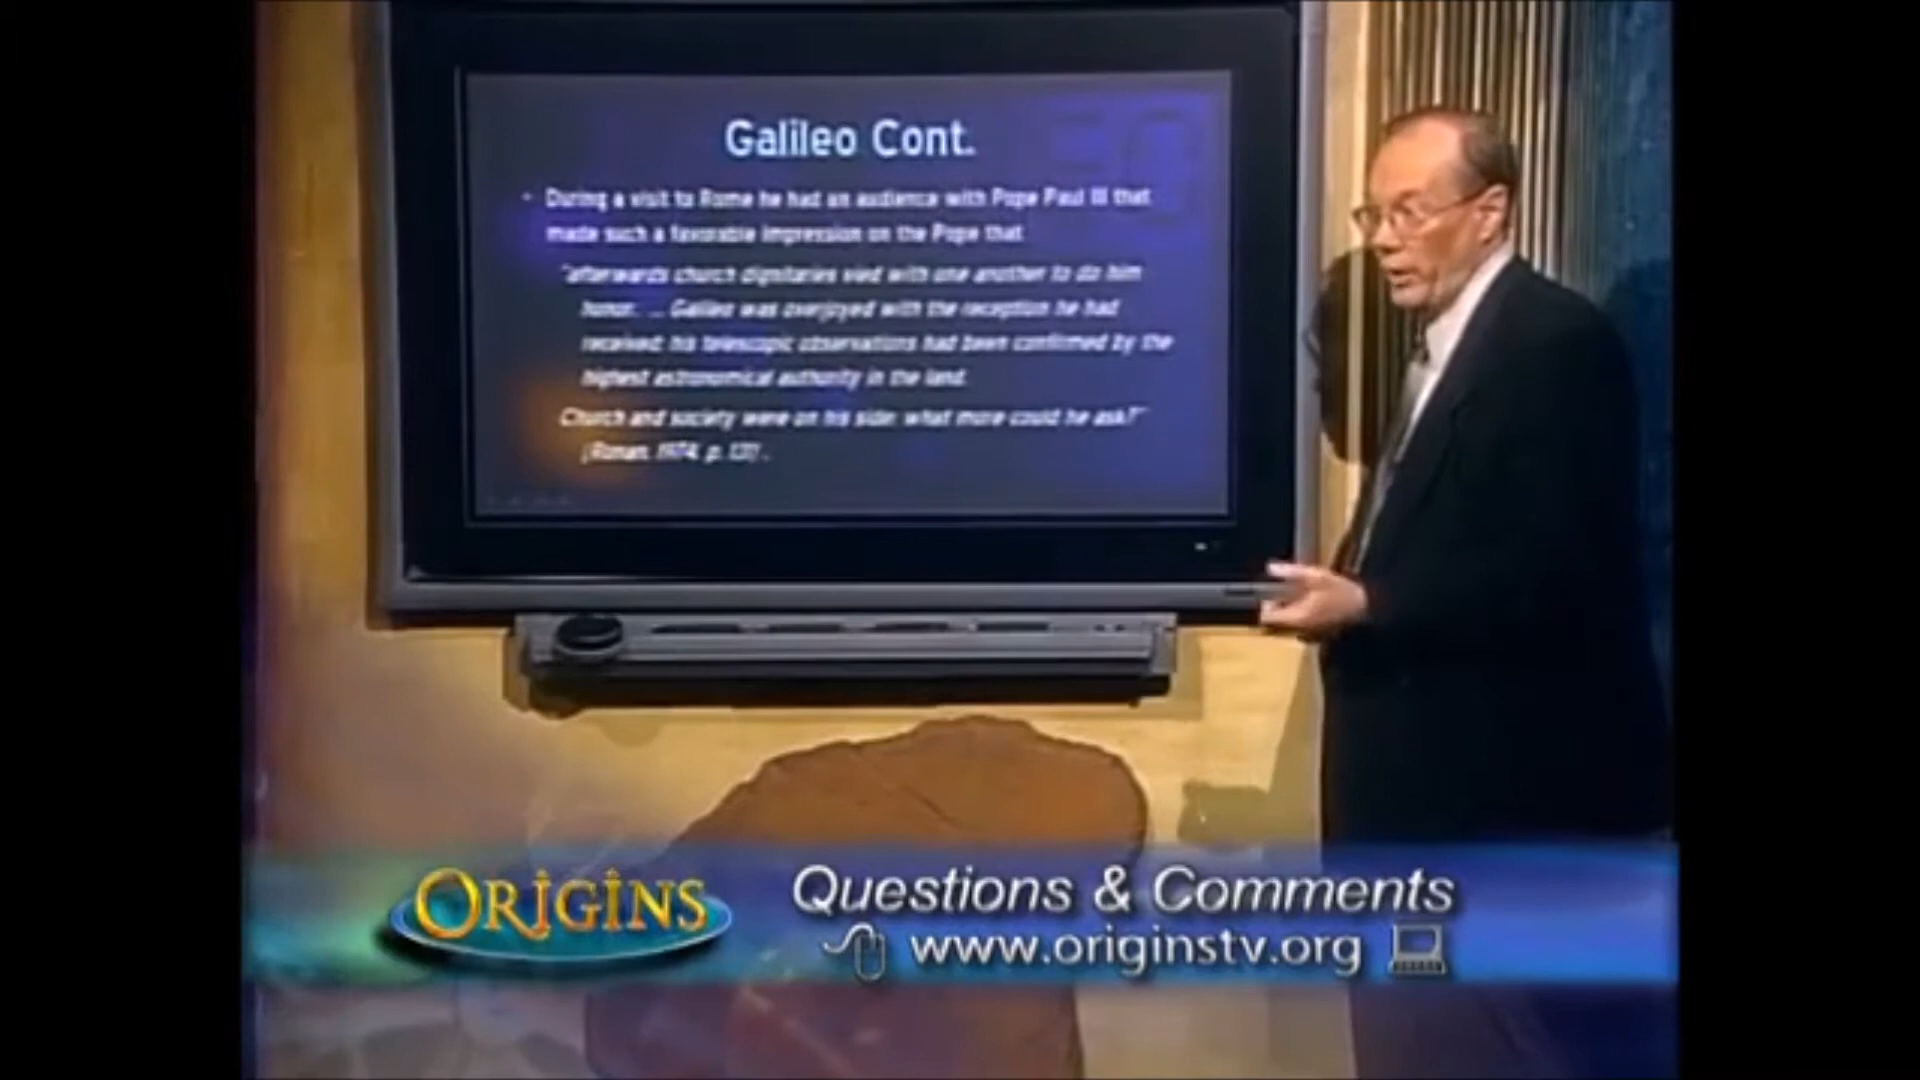 Galileo Cont.
• During a visit to Rome he had an audience with Pope Paul III that
made such a favorable impression on the Pope that
"afterwards church dignitaries vied with one another to do him
honor. ... Galileo was overjoyed with the reception he had
received: his telescopic observations had been confirmed by the
highest astronomical authority in the land.
Church and society were on his side: what more could he ask?"
(Ronan, 1974, p. 131).
ORIGINS
Questions & Comments
www.originstv.org